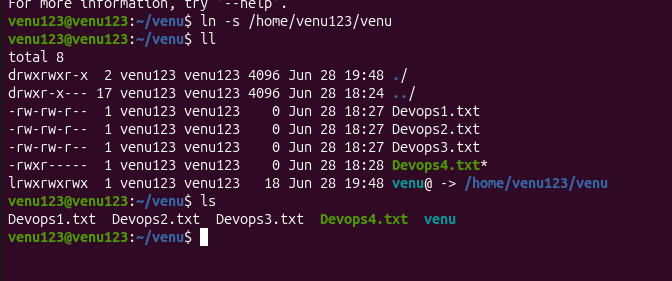 For more information, try '--help'.
venu123@venu123:~/venu$ ln -s /home/venu123/venu
venu123@venu123:~/venu$ ll
total 8
drwxrwxr-x  2 venu123 venu123 4096 Jun 28 19:48 ./
drwxr-x--- 17 venu123 venu123 4096 Jun 28 18:24 ../
-rw-rw-r--  1 venu123 venu123    0 Jun 28 18:27 Devops1.txt
-rw-rw-r--  1 venu123 venu123    0 Jun 28 18:27 Devops2.txt
-rw-rw-r--  1 venu123 venu123    0 Jun 28 18:27 Devops3.txt
-rwxr-----  1 venu123 venu123    0 Jun 28 18:28 Devops4.txt*
lrwxrwxrwx  1 venu123 venu123   18 Jun 28 19:48 venu@ -> /home/venu123/venu
venu123@venu123:~/venu$ ls
Devops1.txt  Devops2.txt  Devops3.txt  Devops4.txt  venu
venu123@venu123:~/venu$